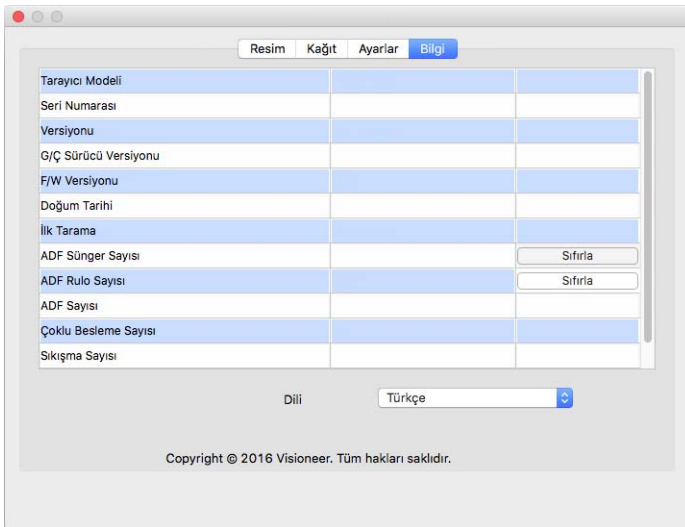 Resim Kağıt Ayarlar Bilgi
Tarayıcı Modeli
Seri Numarası
Versiyonu
G/Ç Sürücü Versiyonu
F/W Versiyonu
Doğum Tarihi
İlk Tarama
ADF Sünger Sayısı Sıfırla
ADF Rulo Sayısı Sıfırla
ADF Sayısı
Çoklu Besleme Sayısı
Sıkışma Sayısı
Dili Türkçe
Copyright © 2016 Visioneer. Tüm hakları saklıdır.